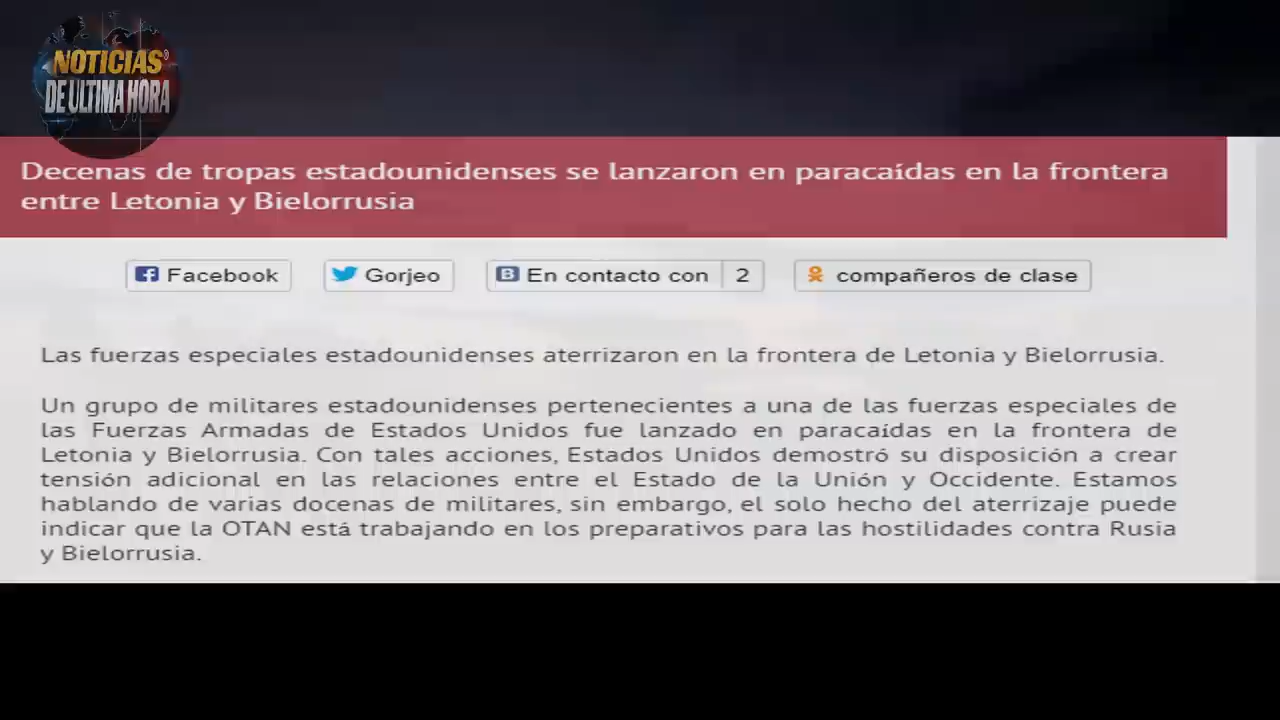 NOTICIAS
DE ULTIMA HORA
Decenas de tropas estadounidenses se lanzaron en paracaídas en la frontera
entre Letonia y Bielorrusia
Facebook
Gorjeo
En contacto con 2
compañeros de clase
Las fuerzas especiales estadounidenses aterrizaron en la frontera de Letonia y Bielorrusia.
Un grupo de militares estadounidenses pertenecientes a una de las fuerzas especiales de
las Fuerzas Armadas de Estados Unidos fue lanzado en paracaídas en la frontera de
Letonia y Bielorrusia. Con tales acciones, Estados Unidos demostró su disposición a crear
tensión adicional en las relaciones entre el Estado de la Unión y Occidente. Estamos
hablando de varias docenas de militares, sin embargo, el solo hecho del aterrizaje puede
indicar que la OTAN está trabajando en los preparativos para las hostilidades contra Rusia
y Bielorrusia.